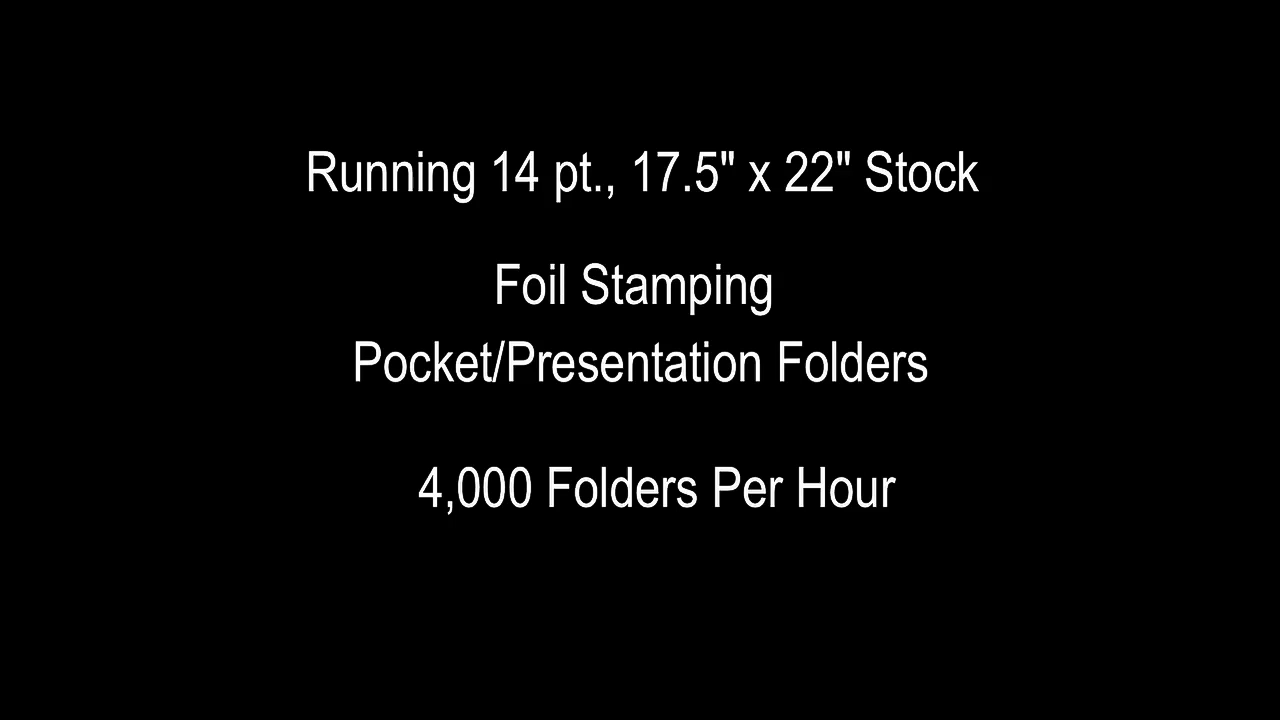 Running 14 pt., 17.5" x 22" Stock
Foil Stamping
Pocket/Presentation Folders
4,000 Folders Per Hour